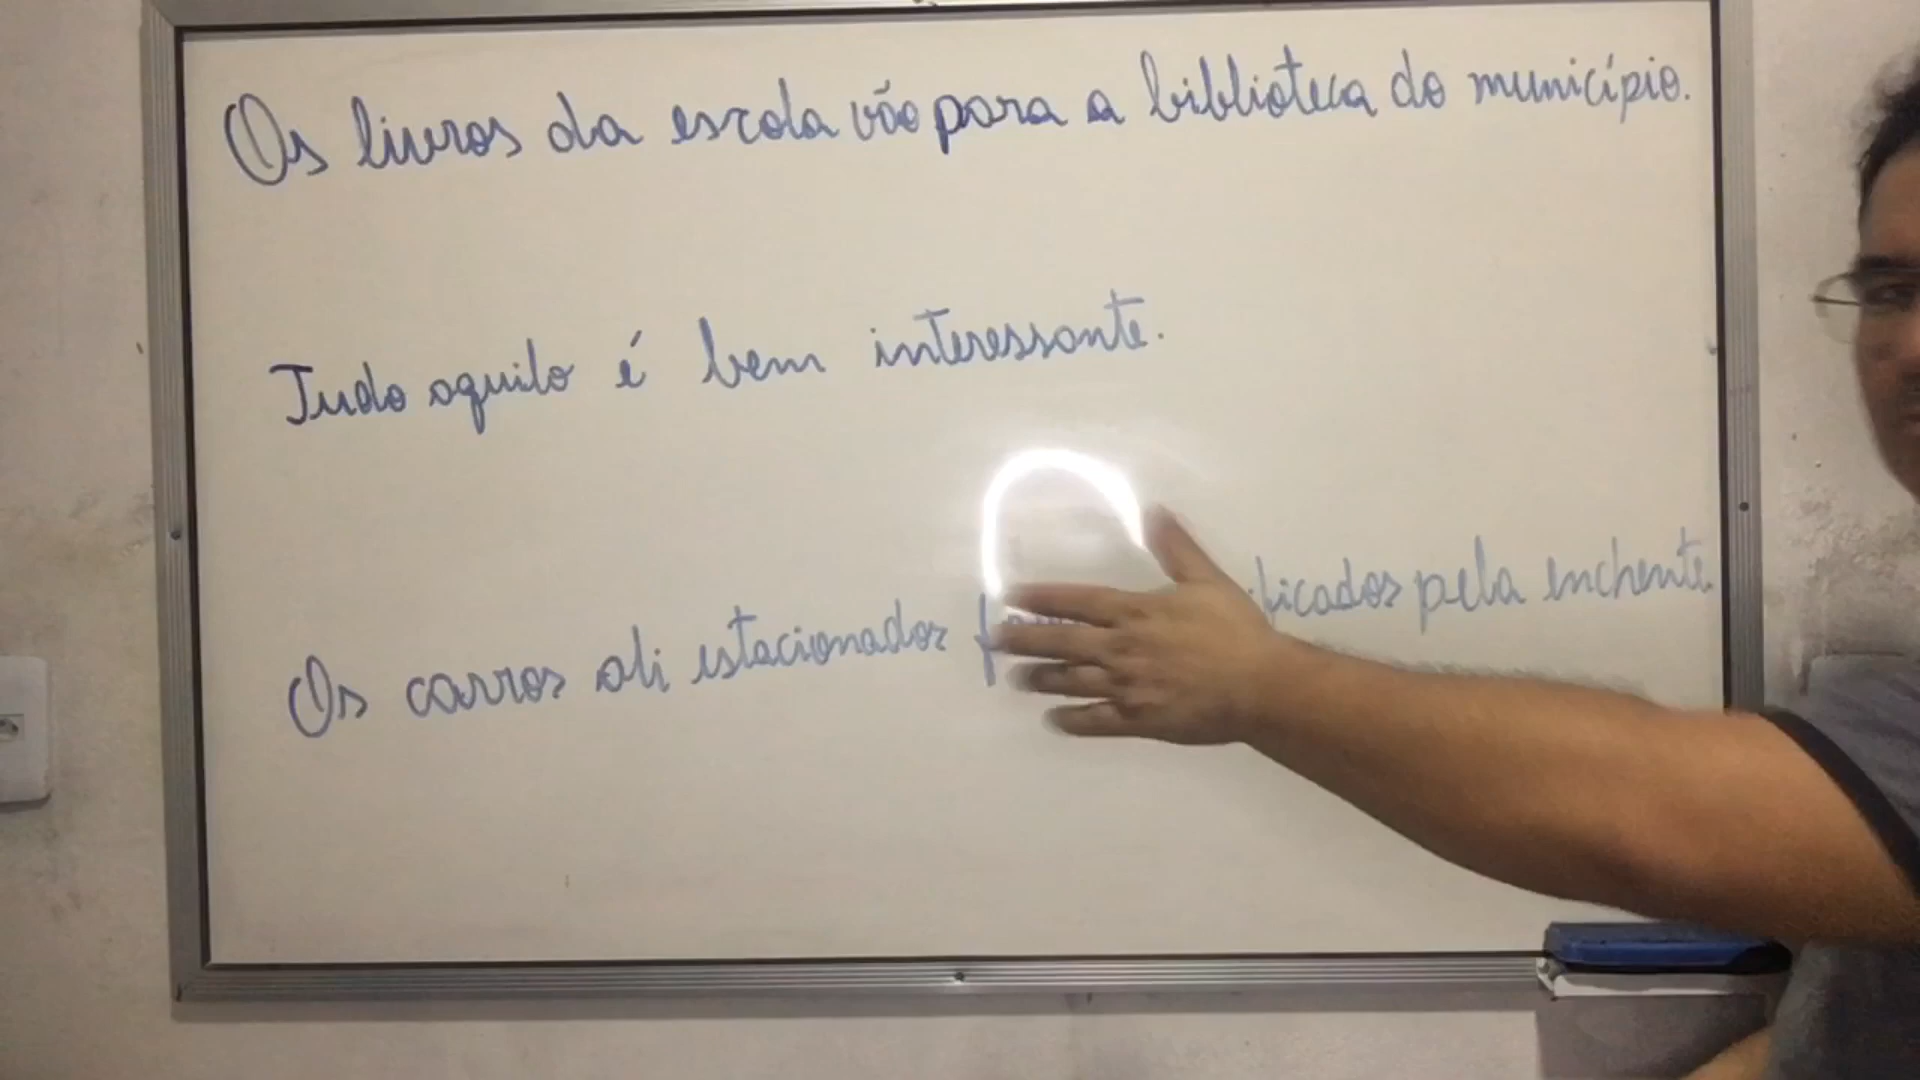 Os livros da escola vão para a biblioteca do município.
Tudo aquilo é bem interessante.
Os carros ali estacionados pela enchente.